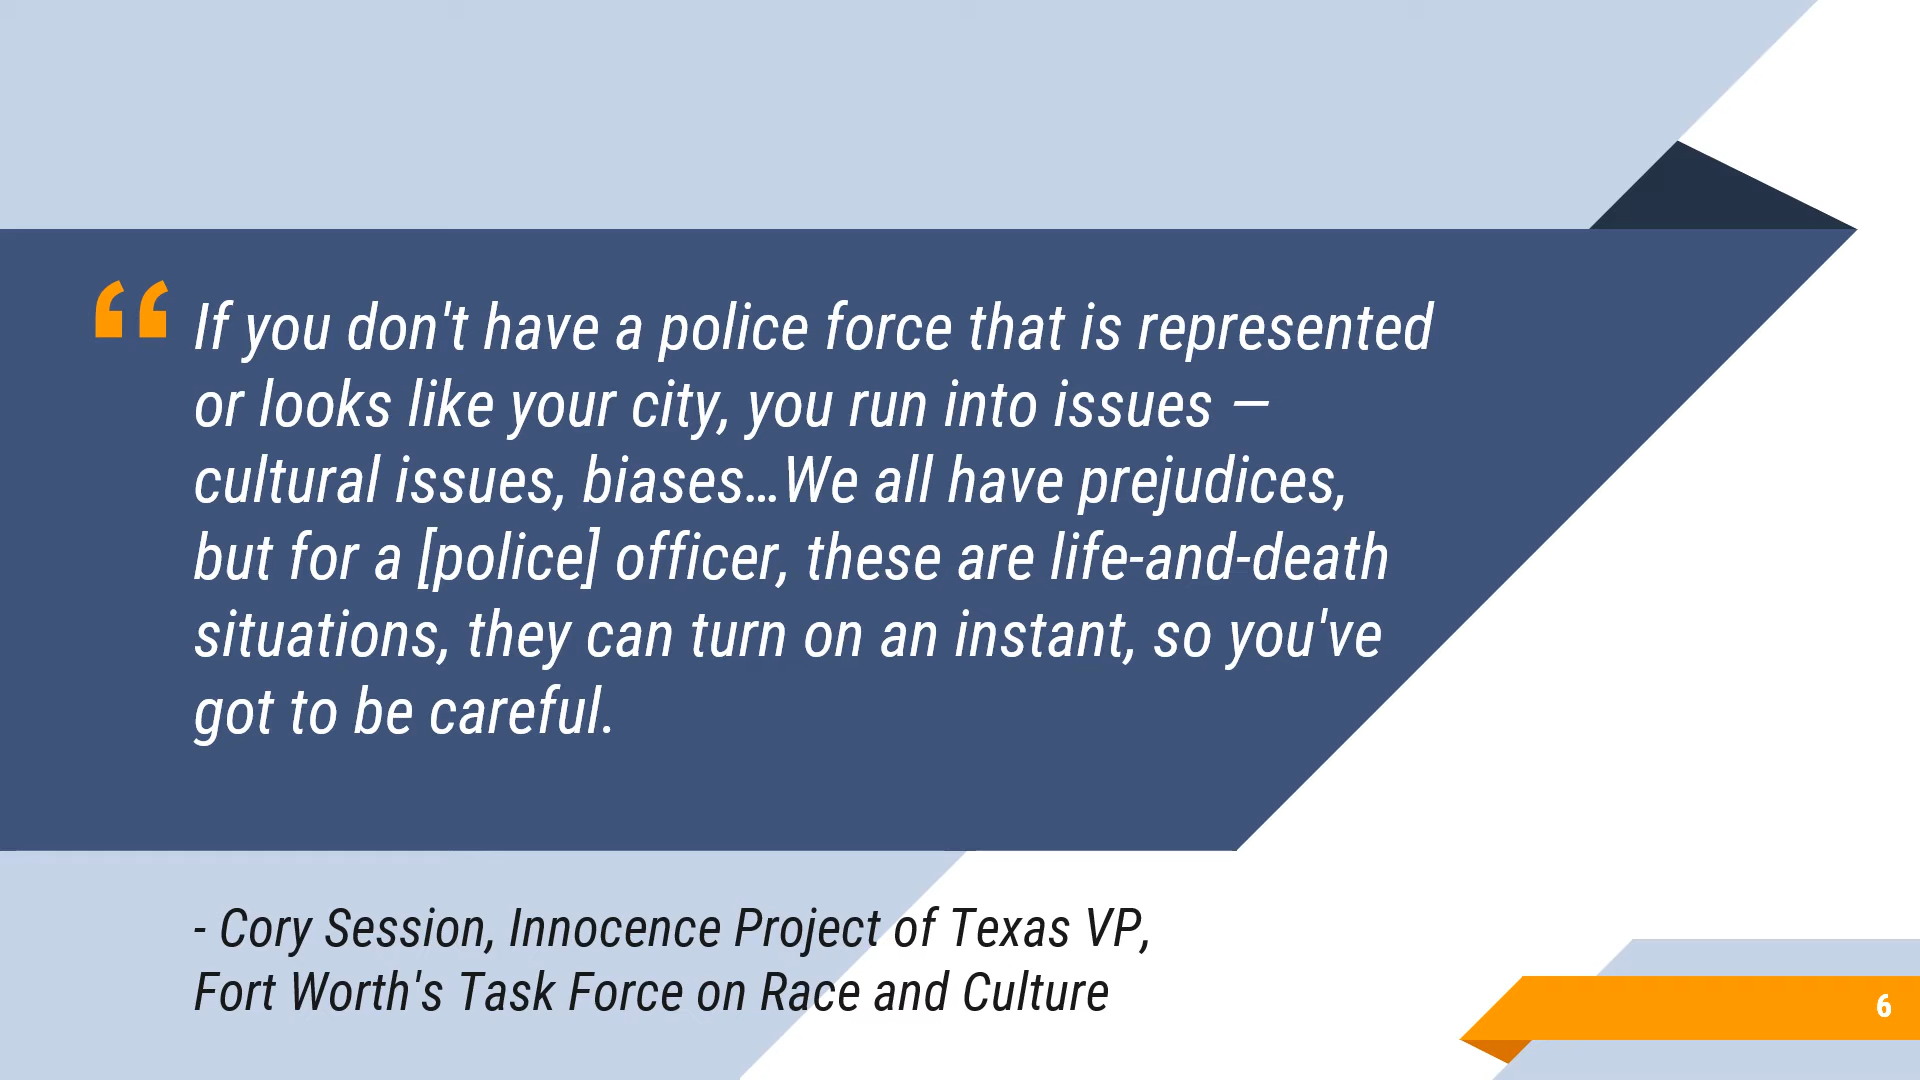 “ If you don't have a police force that is represented
or looks like your city, you run into issues —
cultural issues, biases…We all have prejudices,
but for a [police] officer, these are life-and-death
situations, they can turn on an instant, so you've
got to be careful.
- Cory Session, Innocence Project of Texas VP,
Fort Worth's Task Force on Race and Culture
6